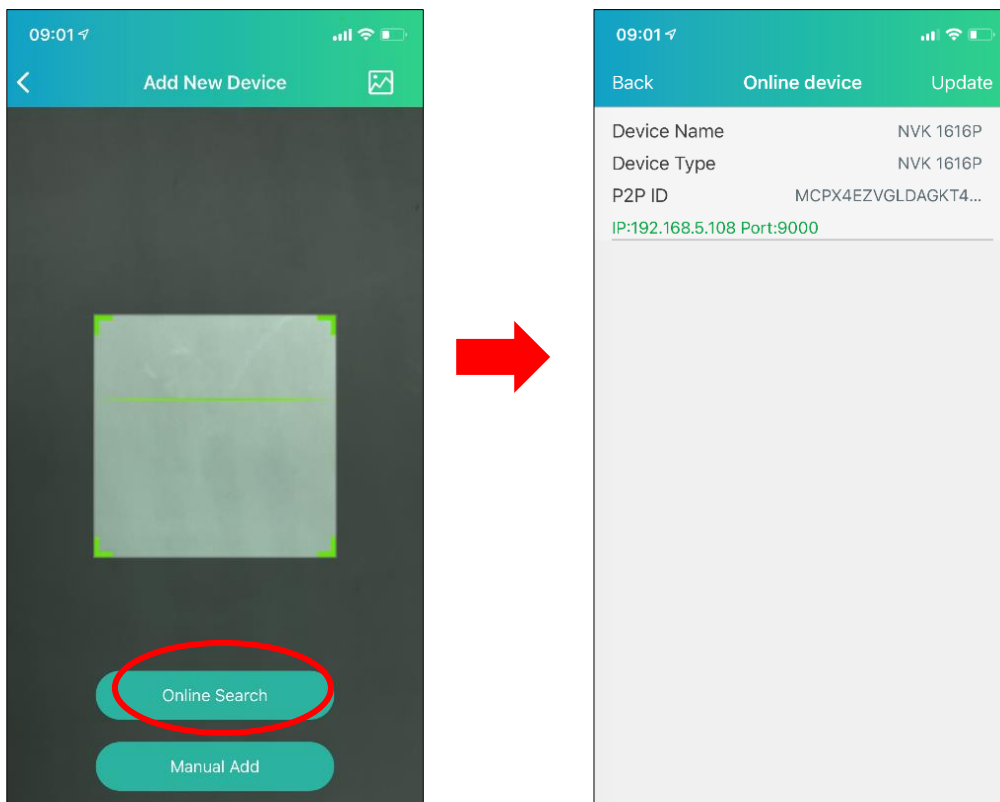 09:01
Add New Device
Online Search
Manual Add
09:01
Back Online device Update
Device Name NVK 1616P
Device Type NVK 1616P
P2P ID MCPX4EZVGLDAGKT4...
IP:192.168.5.108 Port:9000